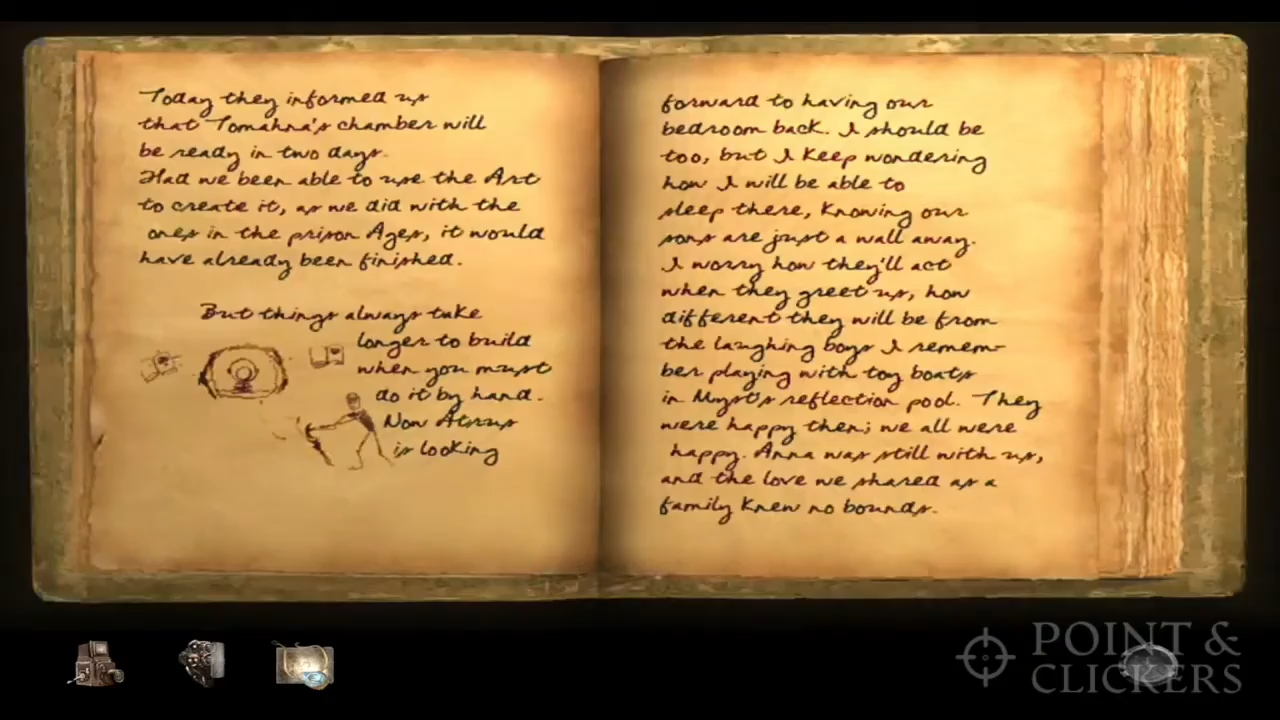 Today they informed us
that Tomahna's chamber will
be ready in two days.
Had we been able to use the Art
to create it, as we did with the
ones in the prison Ages, it would
have already been finished.
But things always take
longer to build
when you must
do it by hand.
Now Atrus
is looking
forward to having our
bedroom back. I should be
too, but I keep wondering
how I will be able to
sleep there, knowing our
sons are just a wall away.
I worry how they'll act
when they greet us, how
different they will be from
the laughing boys I remem-
ber playing with toy boats
in Myst's reflection pool. They
were happy then; we all were
happy. Anna was still with us,
and the love we shared as a
family knew no bounds.
POINT &
CLICKERS